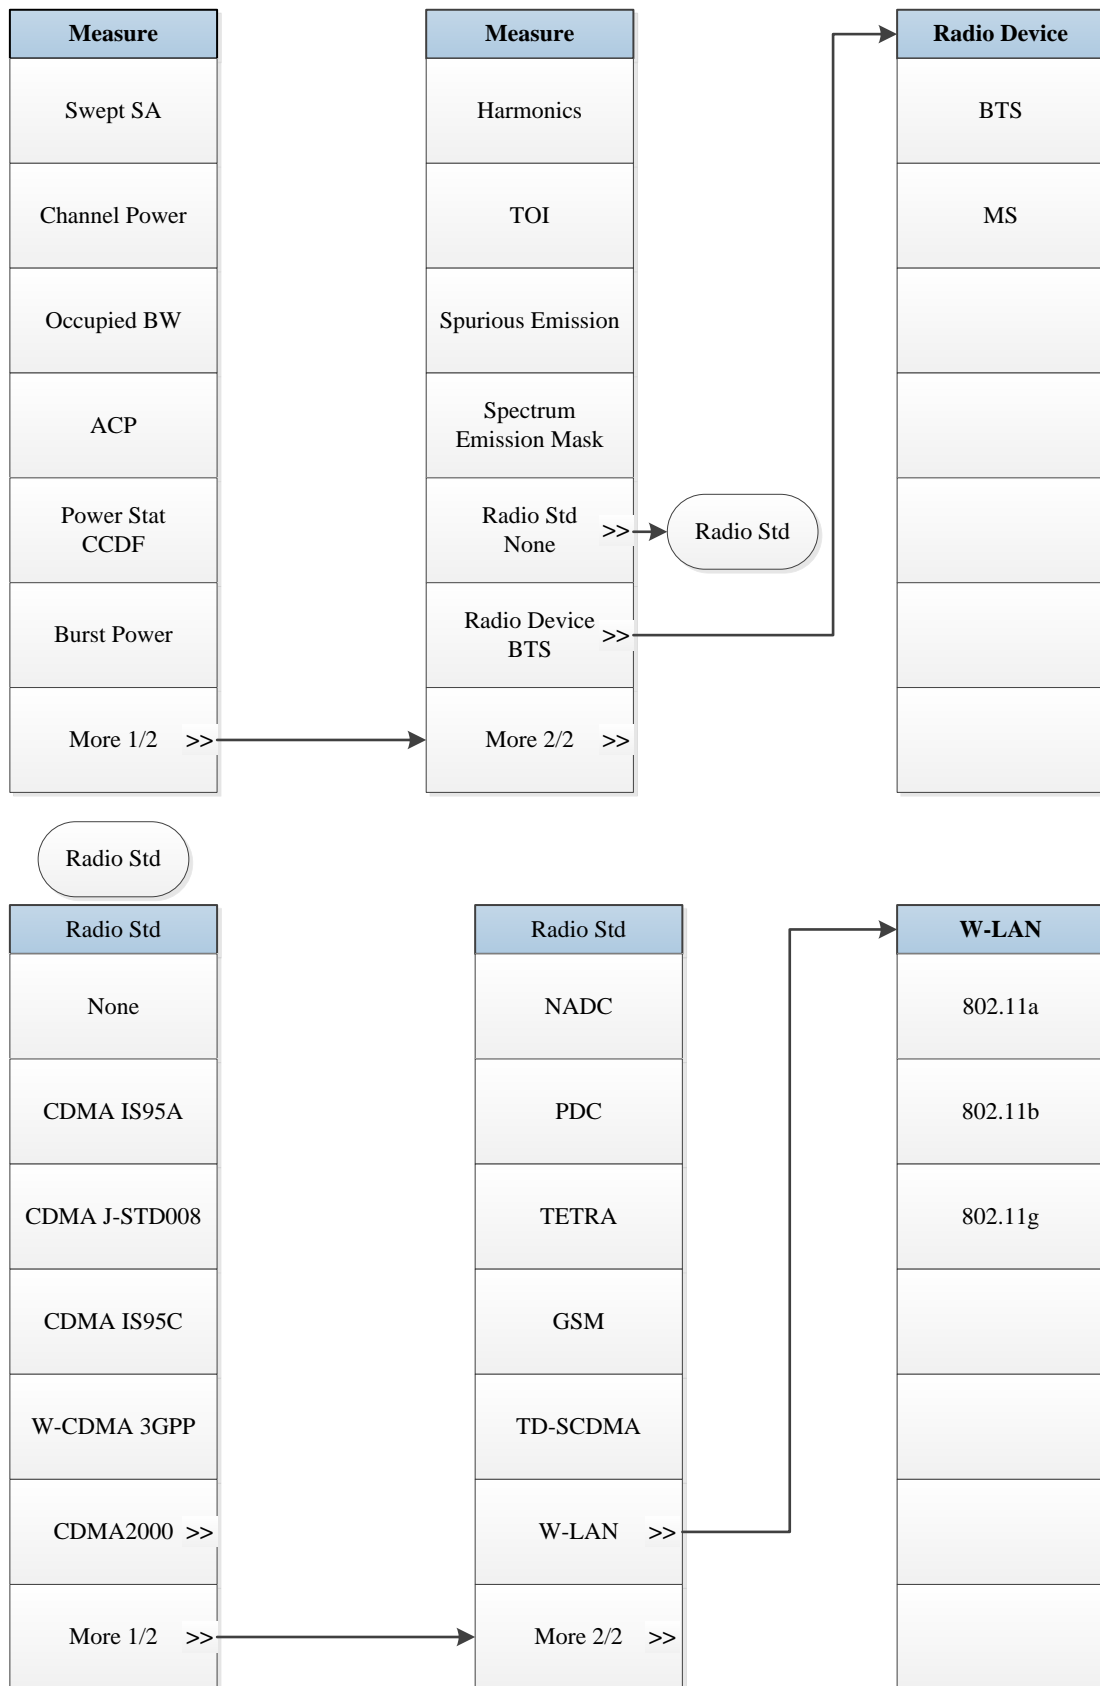 Measure
Swept SA
Channel Power
Occupied BW
ACP
Power Stat
CCDF
Burst Power
More 1/2 >>
Measure
Harmonics
TOI
Spurious Emission
Spectrum
Emission Mask
Radio Std
None >>
Radio Device
BTS >>
More 2/2 >>
Radio Std
Radio Device
BTS
MS
Radio Std
Radio Std
None
CDMA IS95A
CDMA J-STD008
CDMA IS95C
W-CDMA 3GPP
CDMA2000 >>
More 1/2 >>
Radio Std
NADC
PDC
TETRA
GSM
TD-SCDMA
W-LAN >>
More 2/2 >>
W-LAN
802.11a
802.11b
802.11g